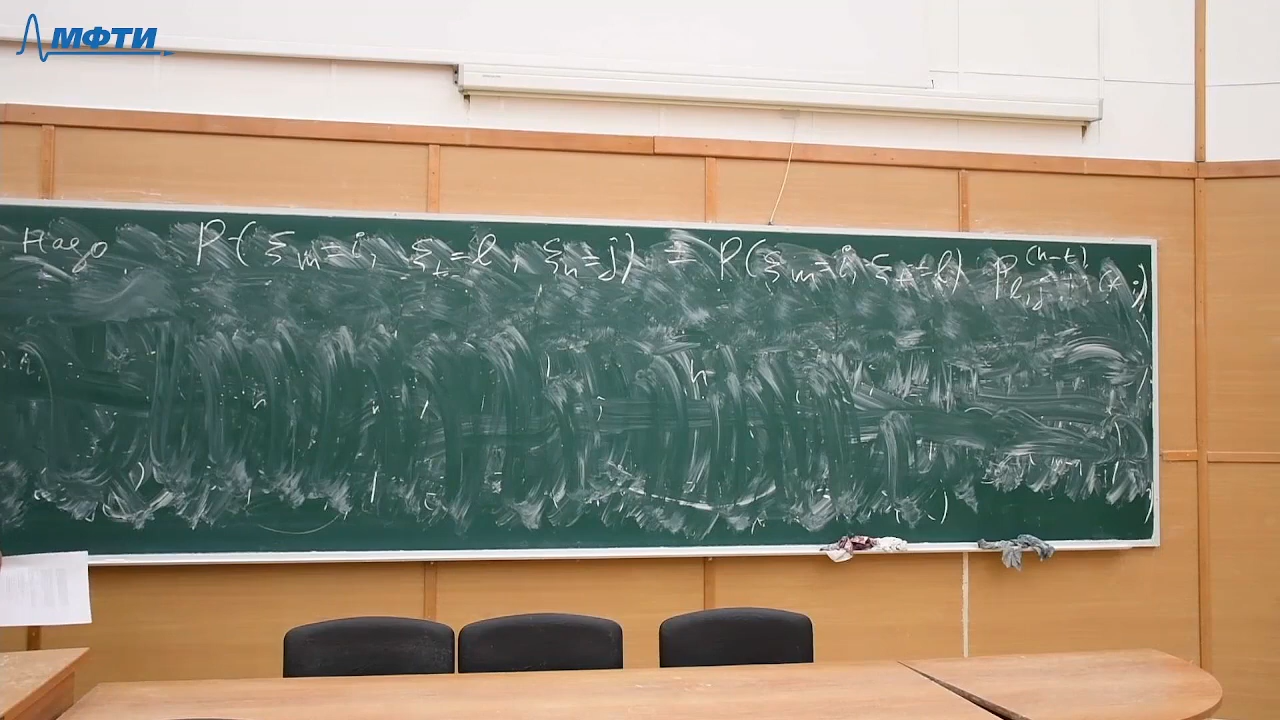 МФТИ
Надо P(ξ_m=i, ξ_t=l, ξ_n=j) = P(ξ_m=i, ξ_t=l) P_{l,j}^{(n-t)} (*)